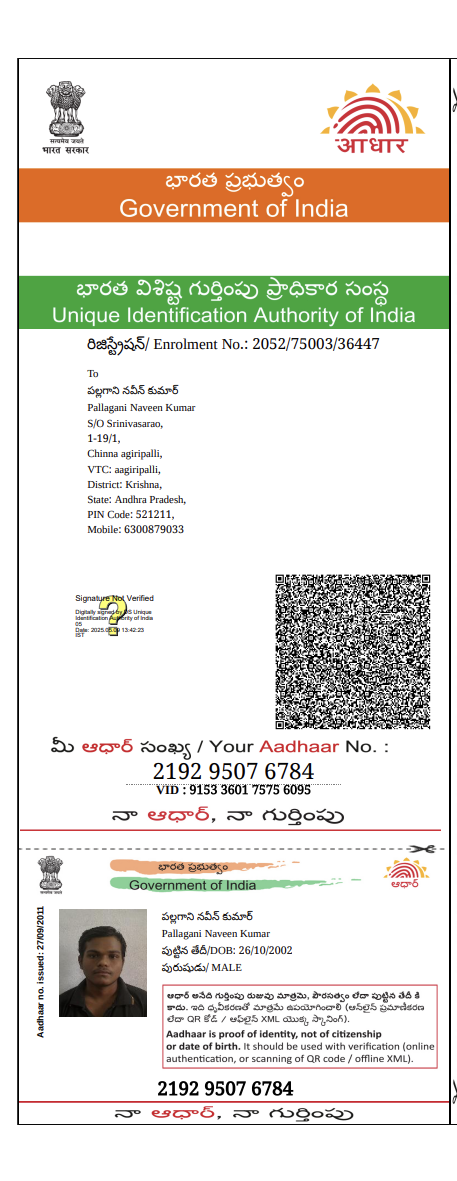 सत्यमेव जयते
भारत सरकार
आधार
భారత ప్రభుత్వం
Government of India
భారత విశిష్ట గుర్తింపు ప్రాధికార సంస్థ
Unique Identification Authority of India
రిజిస్ట్రేషన్/ Enrolment No.: 2052/75003/36447
To
పల్లగాని నవీన్ కుమార్
Pallagani Naveen Kumar
S/O Srinivasarao,
1-19/1,
Chinna agiripalli,
VTC: aagiripalli,
District: Krishna,
State: Andhra Pradesh,
PIN Code: 521211,
Mobile: 6300879033
Signature Not Verified
Digitally signed by DS Unique
Identification Authority of India
05
Date: 2025.05. 13:42:23
IST
మీ ఆధార్ సంఖ్య / Your Aadhaar No. :
2192 9507 6784
VID : 9153 3601 7575 6095
నా ఆధార్, నా గుర్తింపు
భారత ప్రభుత్వం
Government of India
ఆధార్
Aadhaar no. issued: 27/09/2011
పల్లగాని నవీన్ కుమార్
Pallagani Naveen Kumar
పుట్టిన తేదీ/DOB: 26/10/2002
పురుషుడు/ MALE
ఆధార్ అనేది గుర్తింపు రుజువు మాత్రమే, పౌరసత్వం లేదా పుట్టిన తేదీ కి
కాదు. ఇది ధృవీకరణతో మాత్రమే ఉపయోగించాలి (ఆన్‌లైన్ ప్రమాణీకరణ
లేదా QR కోడ్ / ఆఫ్‌లైన్ XML యొక్క స్కానింగ్).
Aadhaar is proof of identity, not of citizenship
or date of birth. It should be used with verification (online
authentication, or scanning of QR code / offline XML).
2192 9507 6784
నా ఆధార్, నా గుర్తింపు